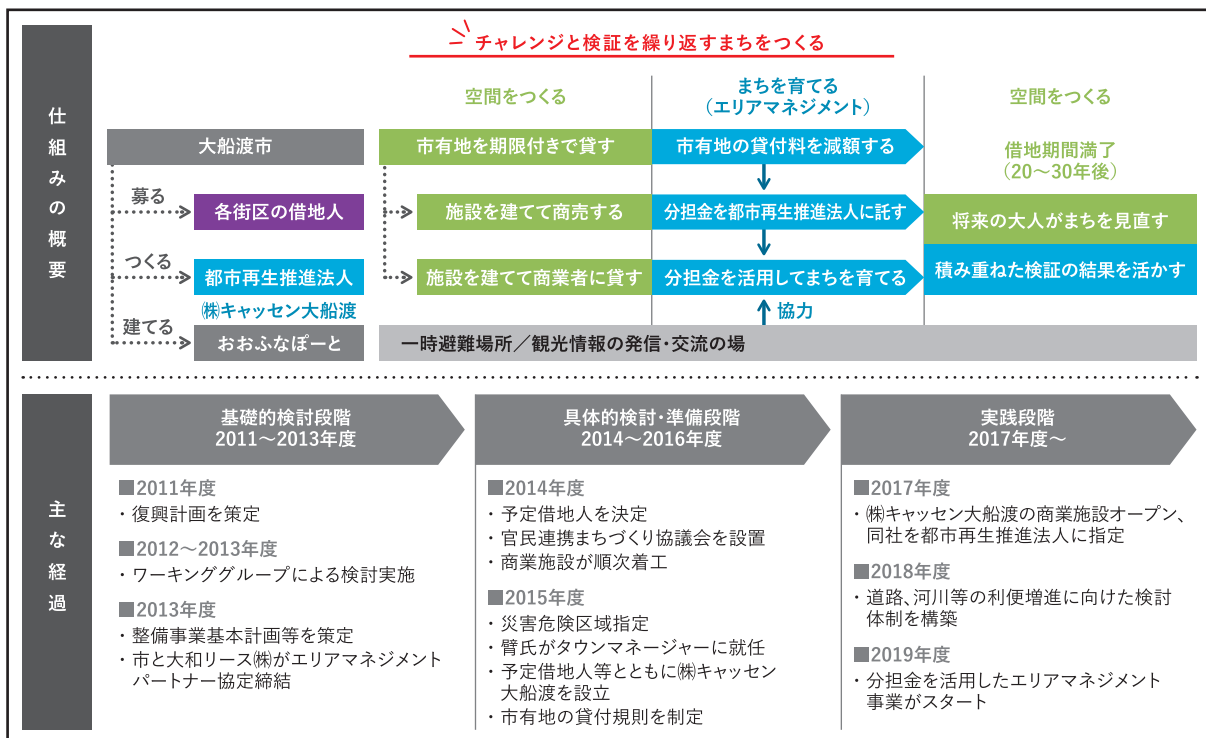 チャレンジと検証を繰り返すまちをつくる
仕組みの概要
空間をつくる
まちを育てる
（エリアマネジメント）
空間をつくる
大船渡市
市有地を期限付きで貸す
市有地の貸付料を減額する
借地期間満了
（20〜30年後）
募る
各街区の借地人
施設を建てて商売する
分担金を都市再生推進法人に託す
将来の大人がまちを見直す
つくる
都市再生推進法人
施設を建てて商業者に貸す
分担金を活用してまちを育てる
積み重ねた検証の結果を活かす
㈱キャッセン大船渡
協力
建てる
おおふなぽーと
一時避難場所／観光情報の発信・交流の場
主な経過
基礎的検討段階
2011〜2013年度
■2011年度
・復興計画を策定
■2012〜2013年度
・ワーキンググループによる検討実施
■2013年度
・整備事業基本計画等を策定
・市と大和リース㈱がエリアマネジメント
パートナー協定締結
具体的検討・準備段階
2014〜2016年度
■2014年度
・予定借地人を決定
・官民連携まちづくり協議会を設置
・商業施設が順次着工
■2015年度
・災害危険区域指定
・臂氏がタウンマネージャーに就任
・予定借地人等とともに㈱キャッセン
大船渡を設立
・市有地の貸付規則を制定
実践段階
2017年度〜
■2017年度
・㈱キャッセン大船渡の商業施設オープン、
同社を都市再生推進法人に指定
■2018年度
・道路、河川等の利便増進に向けた検討
体制を構築
■2019年度
・分担金を活用したエリアマネジメント
事業がスタート